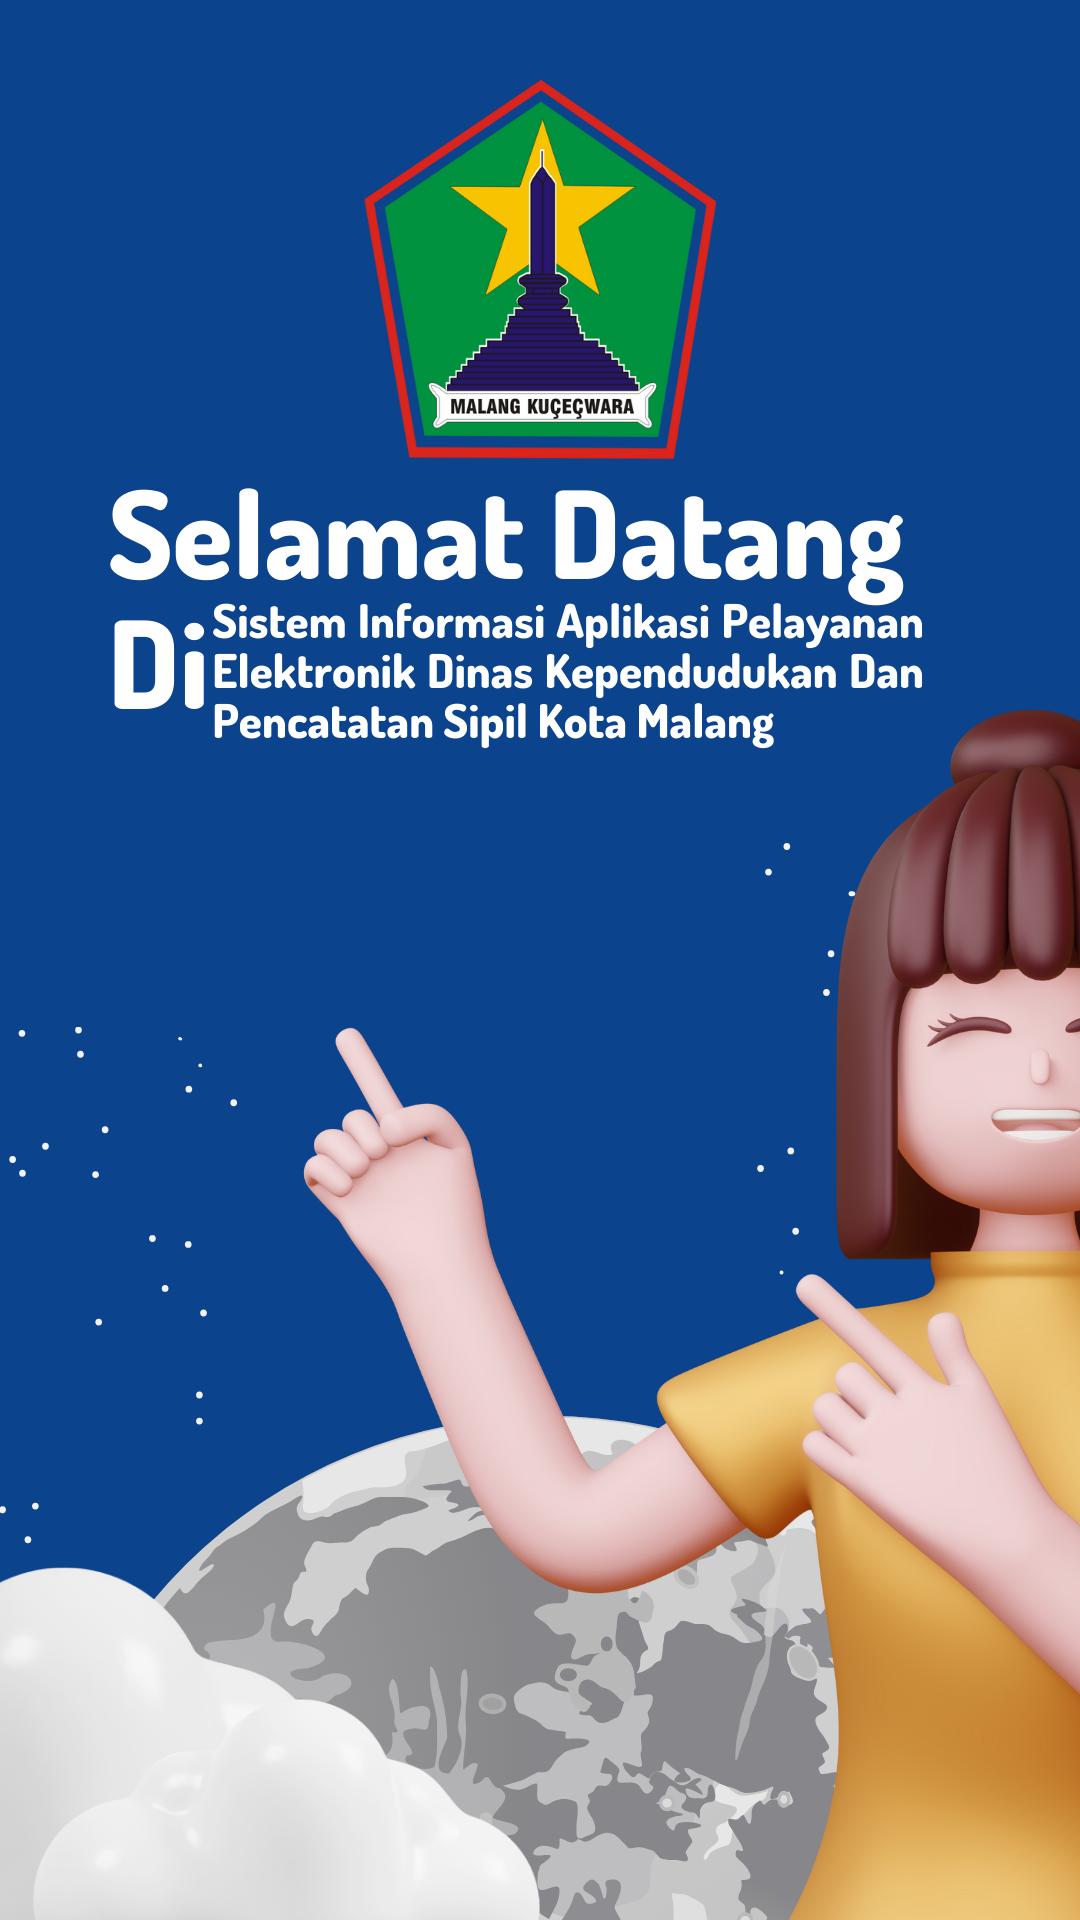 MALANG KUÇEÇWARA
Selamat Datang
Di
Sistem Informasi Aplikasi Pelayanan
Elektronik Dinas Kependudukan Dan
Pencatatan Sipil Kota Malang